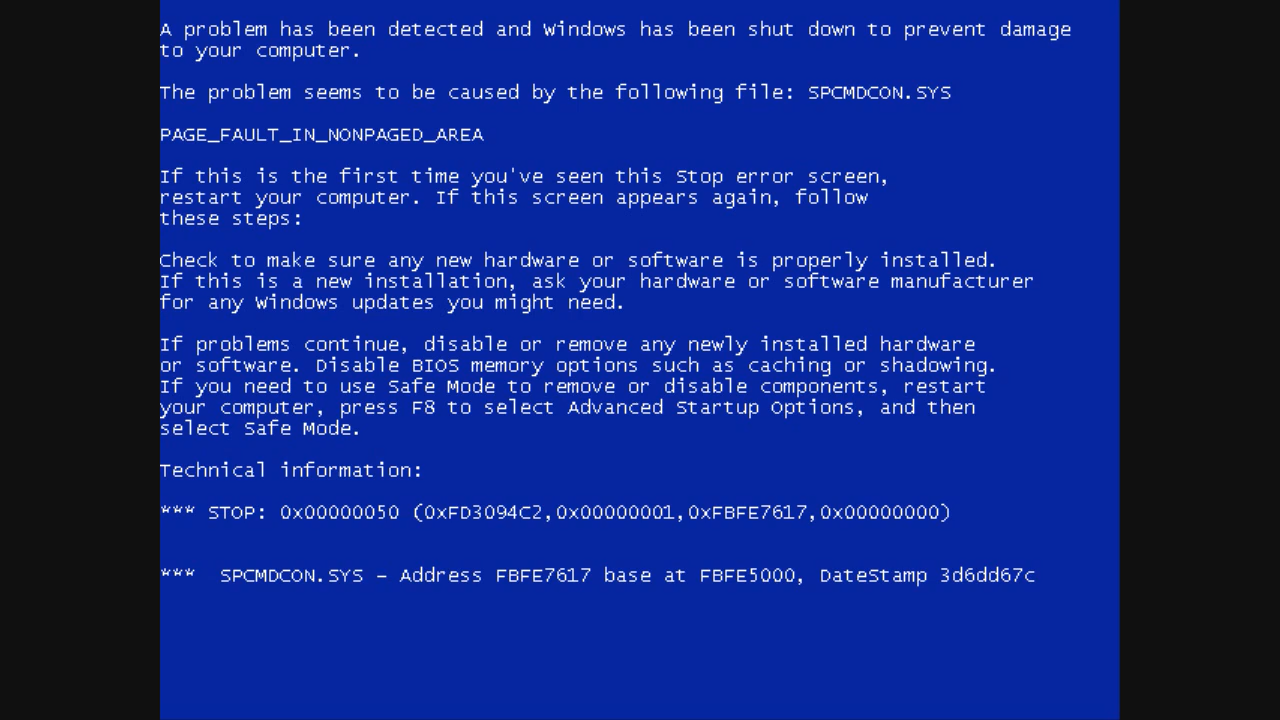 A problem has been detected and Windows has been shut down to prevent damage
to your computer.
The problem seems to be caused by the following file: SPCMDCON.SYS
PAGE_FAULT_IN_NONPAGED_AREA
If this is the first time you've seen this Stop error screen,
restart your computer. If this screen appears again, follow
these steps:
Check to make sure any new hardware or software is properly installed.
If this is a new installation, ask your hardware or software manufacturer
for any Windows updates you might need.
If problems continue, disable or remove any newly installed hardware
or software. Disable BIOS memory options such as caching or shadowing.
If you need to use Safe Mode to remove or disable components, restart
your computer, press F8 to select Advanced Startup Options, and then
select Safe Mode.
Technical information:
*** STOP: 0x00000050 (0xFD3094C2,0x00000001,0xFBFE7617,0x00000000)
***  SPCMDCON.SYS - Address FBFE7617 base at FBFE5000, DateStamp 3d6dd67c